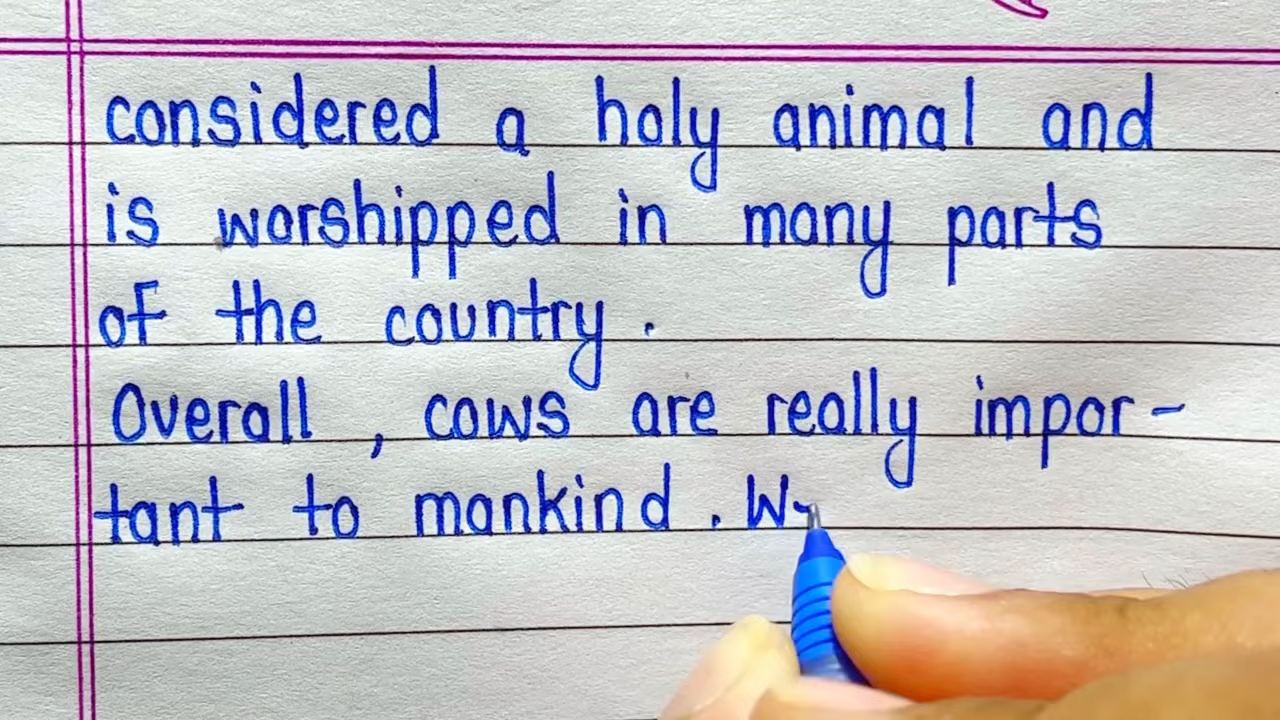 considered a holy animal and
is worshipped in many parts
of the country.
Overall, cows are really impor-
tant to mankind. W